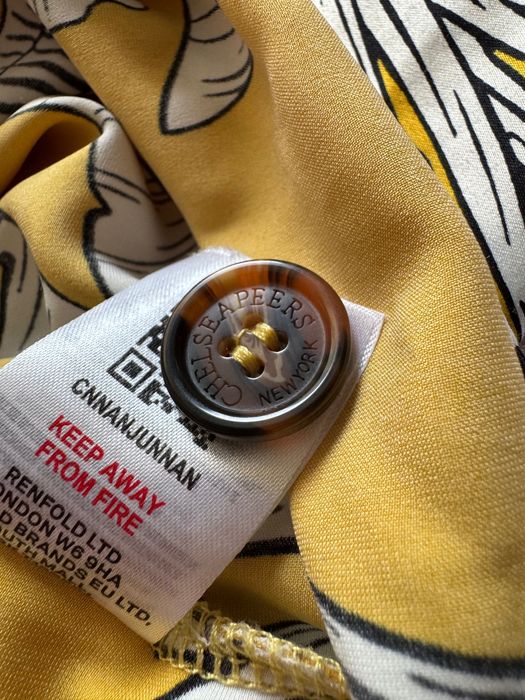 CHELSEA PEERS
NEW YORK
CNNANJUNNAN
KEEP AWAY
FROM FIRE
RENFOLD LTD
LONDON W6 9HA
BRANDS EU LTD,